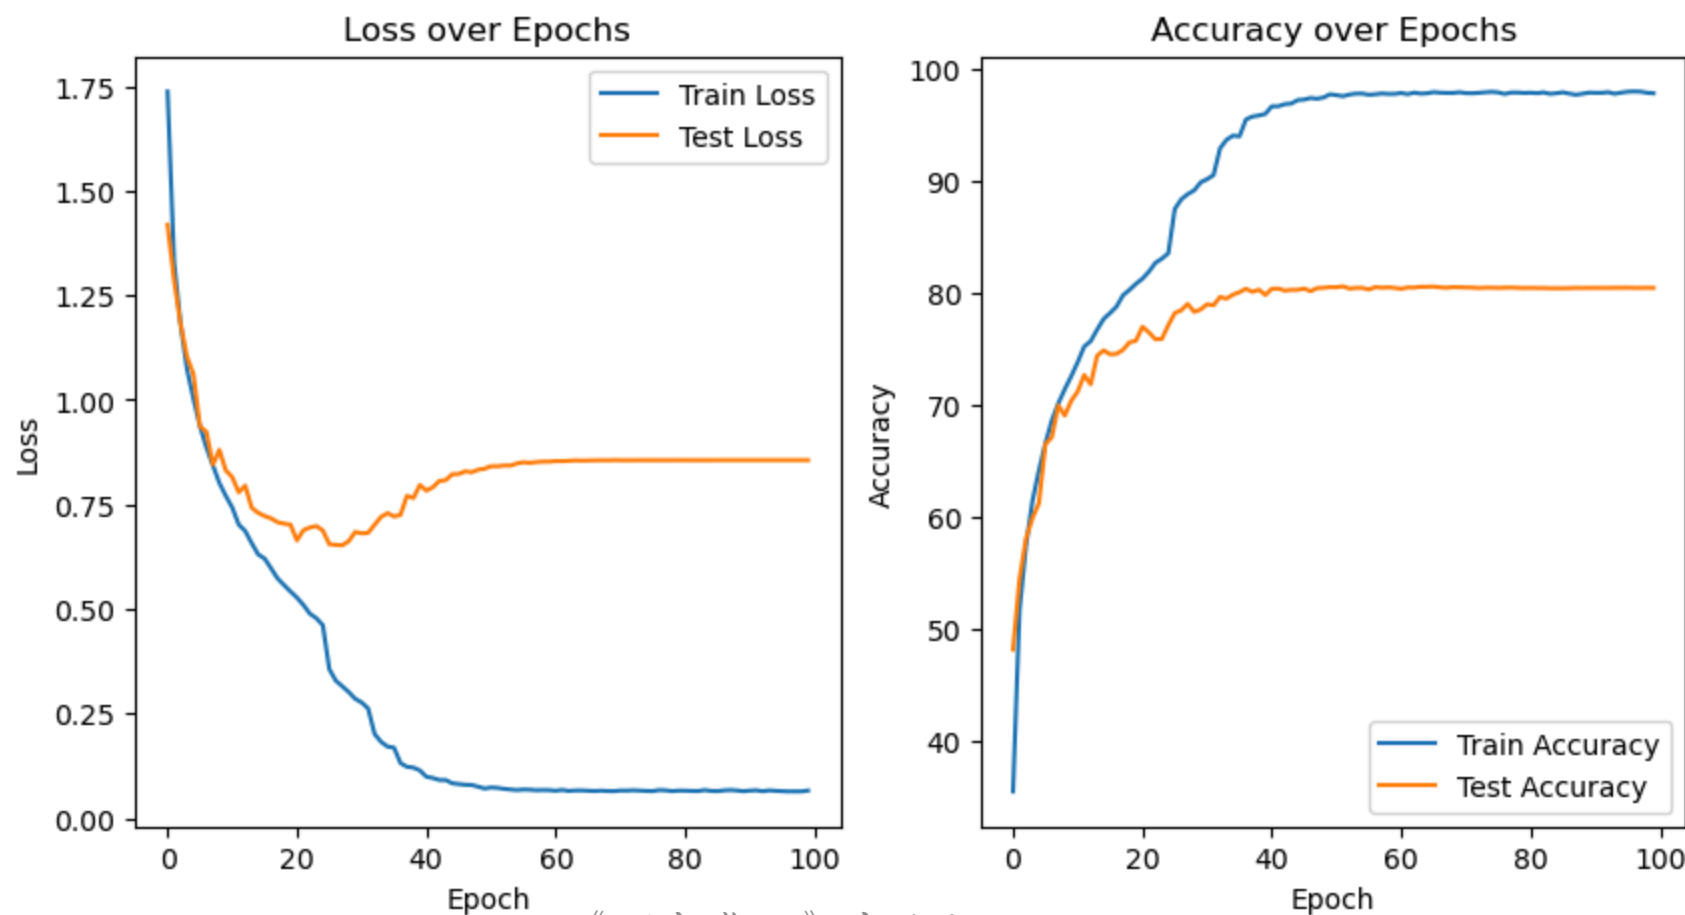 Loss over Epochs
1.75
1.50
1.25
1.00
0.75
0.50
0.25
0.00
Loss
Train Loss
Test Loss
0 20 40 60 80 100
Epoch
Accuracy over Epochs
100
90
80
70
60
50
40
Accuracy
Train Accuracy
Test Accuracy
0 20 40 60 80 100
Epoch